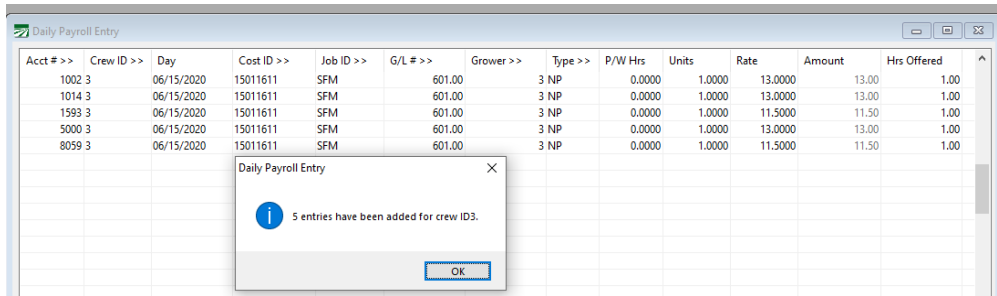 Daily Payroll Entry
Acct # >> Crew ID >> Day Cost ID >> Job ID >> G/L # >> Grower >> Type >> P/W Hrs Units Rate Amount Hrs Offered
1002 3 06/15/2020 15011611 SFM 601.00 3 NP 0.0000 1.0000 13.0000 13.00 1.00
1014 3 06/15/2020 15011611 SFM 601.00 3 NP 0.0000 1.0000 13.0000 13.00 1.00
1593 3 06/15/2020 15011611 SFM 601.00 3 NP 0.0000 1.0000 11.5000 11.50 1.00
5000 3 06/15/2020 15011611 SFM 601.00 3 NP 0.0000 1.0000 13.0000 13.00 1.00
8059 3 06/15/2020 15011611 SFM 601.00 3 NP 0.0000 1.0000 11.5000 11.50 1.00
Daily Payroll Entry
5 entries have been added for crew ID3.
OK